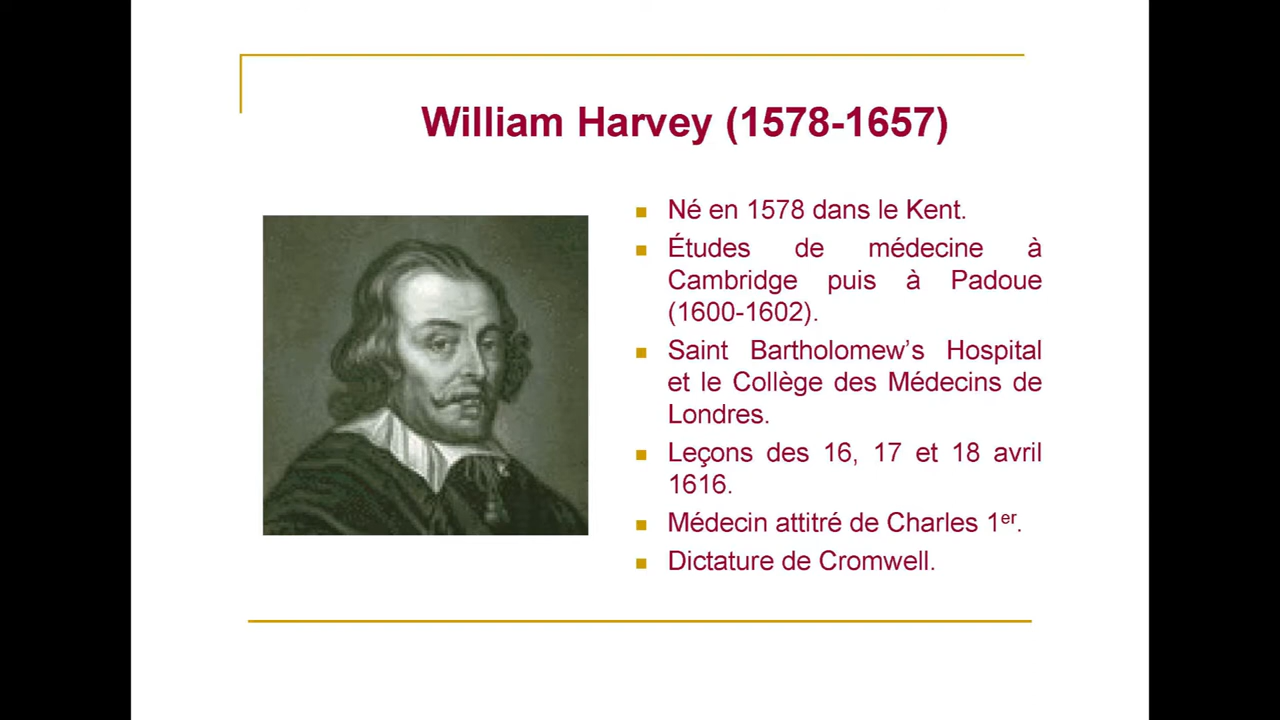 William Harvey (1578-1657)
Né en 1578 dans le Kent.
Études de médecine à
Cambridge puis à Padoue
(1600-1602).
Saint Bartholomew’s Hospital
et le Collège des Médecins de
Londres.
Leçons des 16, 17 et 18 avril
1616.
Médecin attitré de Charles 1er.
Dictature de Cromwell.